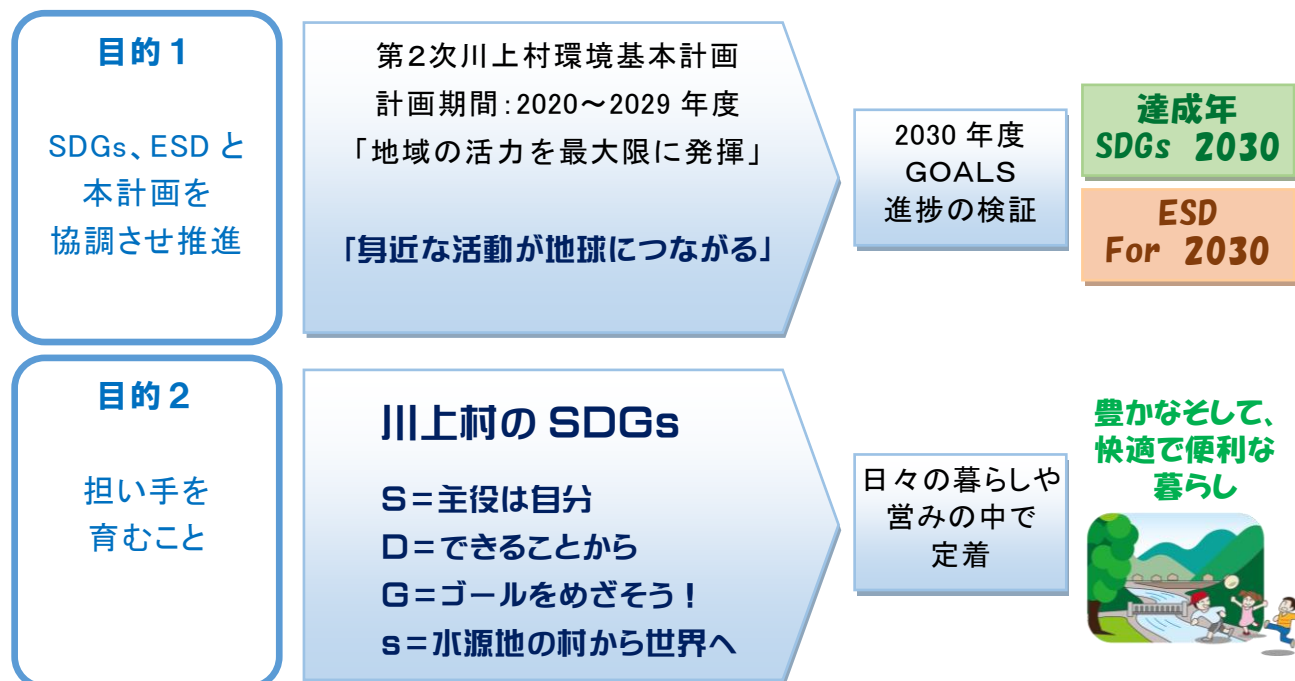 目的1
SDGs、ESD と
本計画を
協調させ推進
第2次川上村環境基本計画
計画期間:2020～2029 年度
「地域の活力を最大限に発揮」
「身近な活動が地球につながる」
2030 年度
GOALS
進捗の検証
達成年
SDGs 2030
ESD
For 2030
目的2
担い手を
育むこと
川上村の SDGs
S=主役は自分
D=できることから
G=ゴールをめざそう!
s=水源地の村から世界へ
日々の暮らしや
営みの中で
定着
豊かなそして、
快適で便利な
暮らし